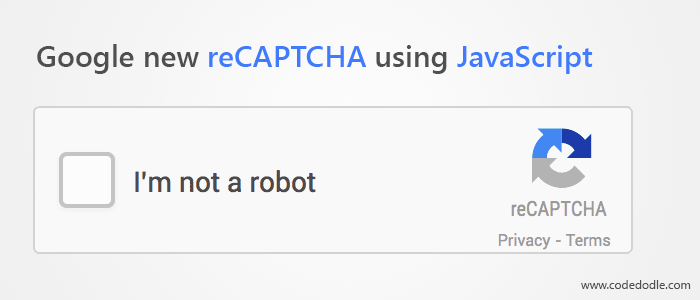 Google new reCAPTCHA using JavaScript
I'm not a robot
reCAPTCHA
Privacy - Terms
www.codedodle.com